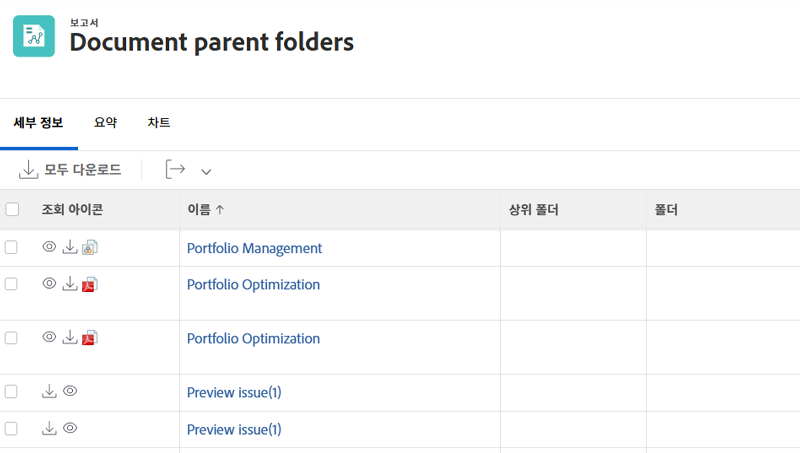 보고서
Document parent folders
세부 정보 요약 차트
모두 다운로드
조회 아이콘 이름 ↑ 상위 폴더 폴더
Portfolio Management
Portfolio Optimization
Portfolio Optimization
Preview issue(1)
Preview issue(1)